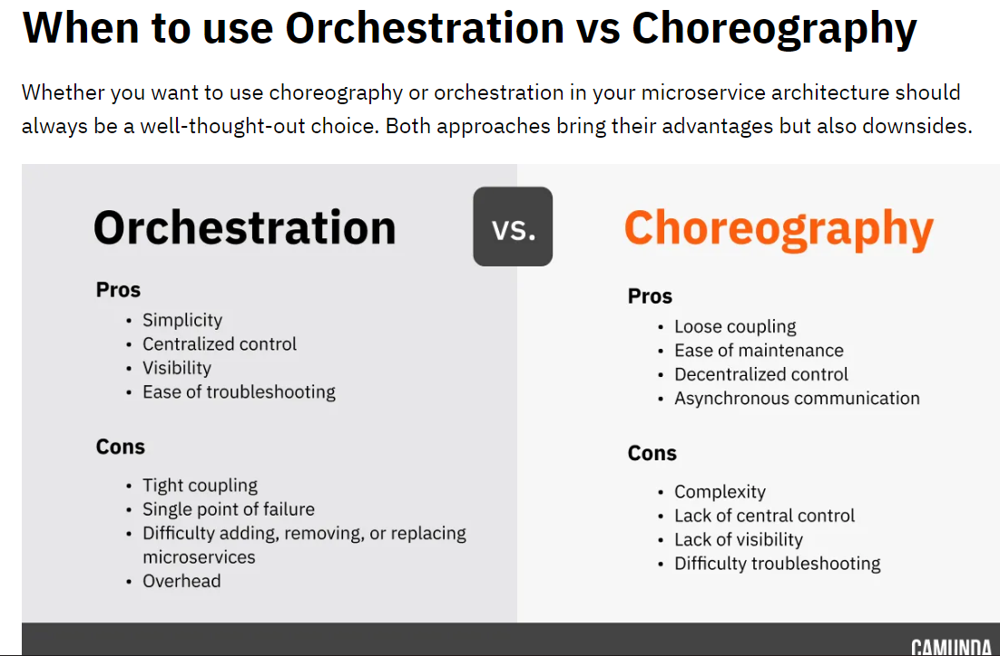 When to use Orchestration vs Choreography
Whether you want to use choreography or orchestration in your microservice architecture should
always be a well-thought-out choice. Both approaches bring their advantages but also downsides.
Orchestration
vs.
Choreography
Pros
• Simplicity
• Centralized control
• Visibility
• Ease of troubleshooting
Cons
• Tight coupling
• Single point of failure
• Difficulty adding, removing, or replacing
microservices
• Overhead
Pros
• Loose coupling
• Ease of maintenance
• Decentralized control
• Asynchronous communication
Cons
• Complexity
• Lack of central control
• Lack of visibility
• Difficulty troubleshooting
CAMUNDA